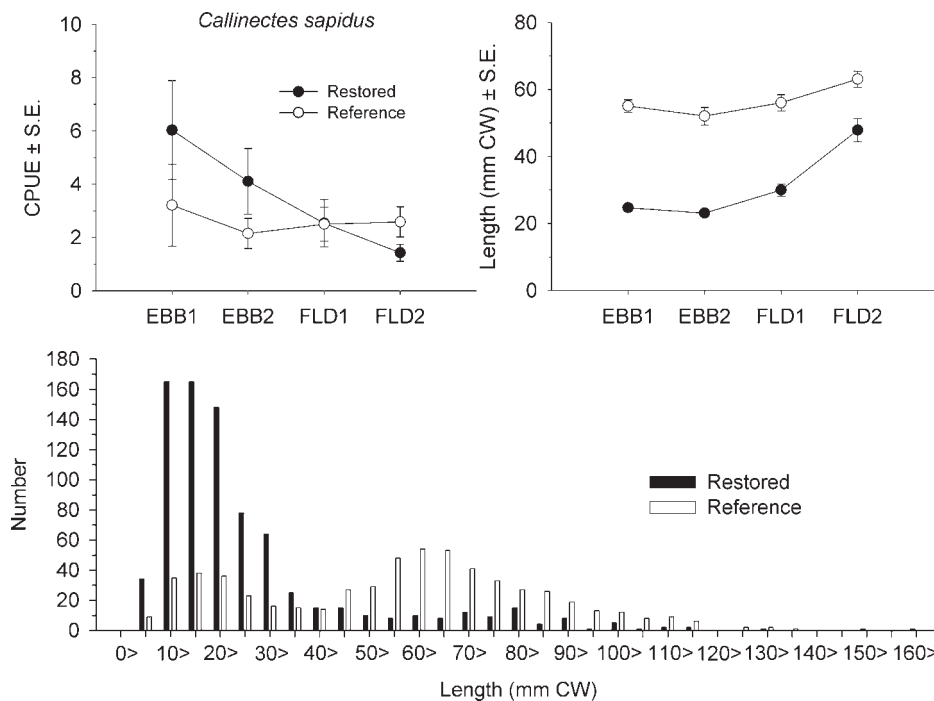 Callinectes sapidus
CPUE ± S.E.
10
8
6
4
2
0
Restored
Reference
EBB1 EBB2 FLD1 FLD2
Length (mm CW) ± S.E.
80
60
40
20
0
EBB1 EBB2 FLD1 FLD2
Number
180
160
140
120
100
80
60
40
20
0
Restored
Reference
0> 10> 20> 30> 40> 50> 60> 70> 80> 90> 100> 110> 120> 130> 140> 150> 160>
Length (mm CW)